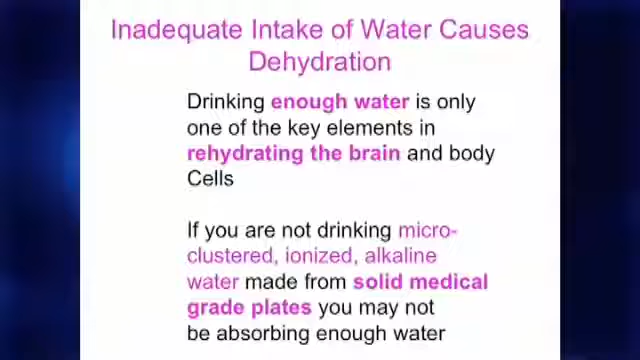 Inadequate Intake of Water Causes
Dehydration
Drinking enough water is only
one of the key elements in
rehydrating the brain and body
Cells
If you are not drinking micro-
clustered, ionized, alkaline
water made from solid medical
grade plates you may not
be absorbing enough water